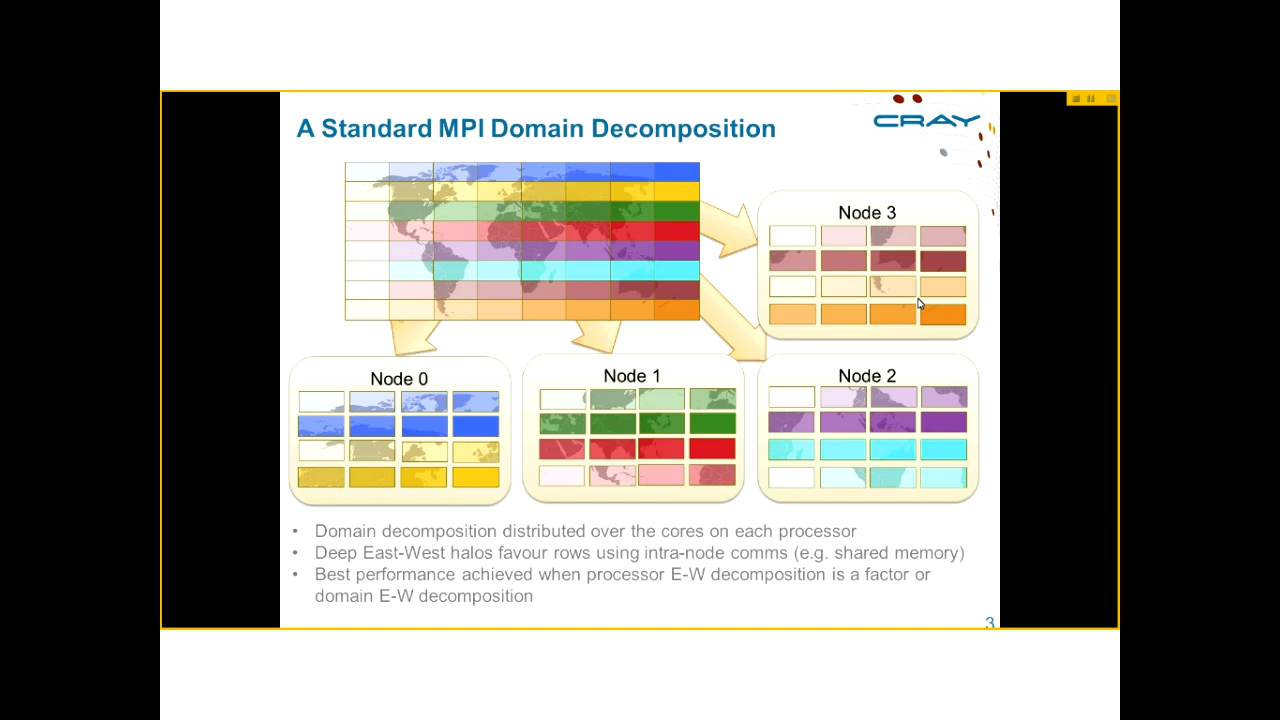 A Standard MPI Domain Decomposition
CRAY
Node 3
Node 0
Node 1
Node 2
• Domain decomposition distributed over the cores on each processor
• Deep East-West halos favour rows using intra-node comms (e.g. shared memory)
• Best performance achieved when processor E-W decomposition is a factor or
domain E-W decomposition
3